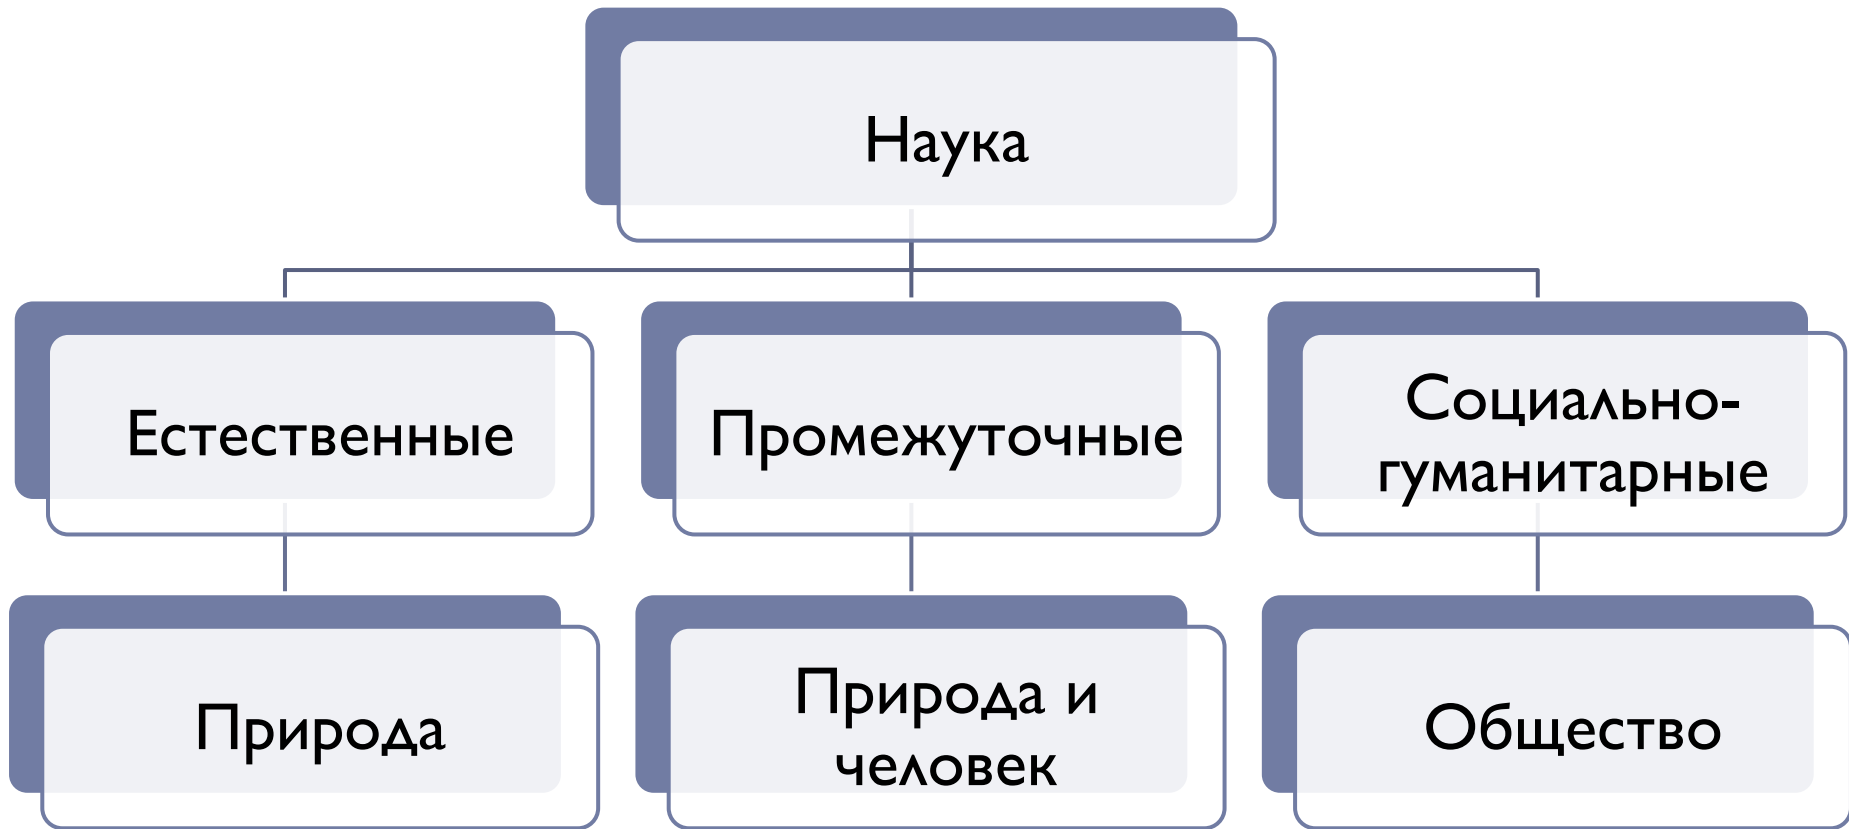 Наука
Естественные
Промежуточные
Социально-
гуманитарные
Природа
Природа и
человек
Общество